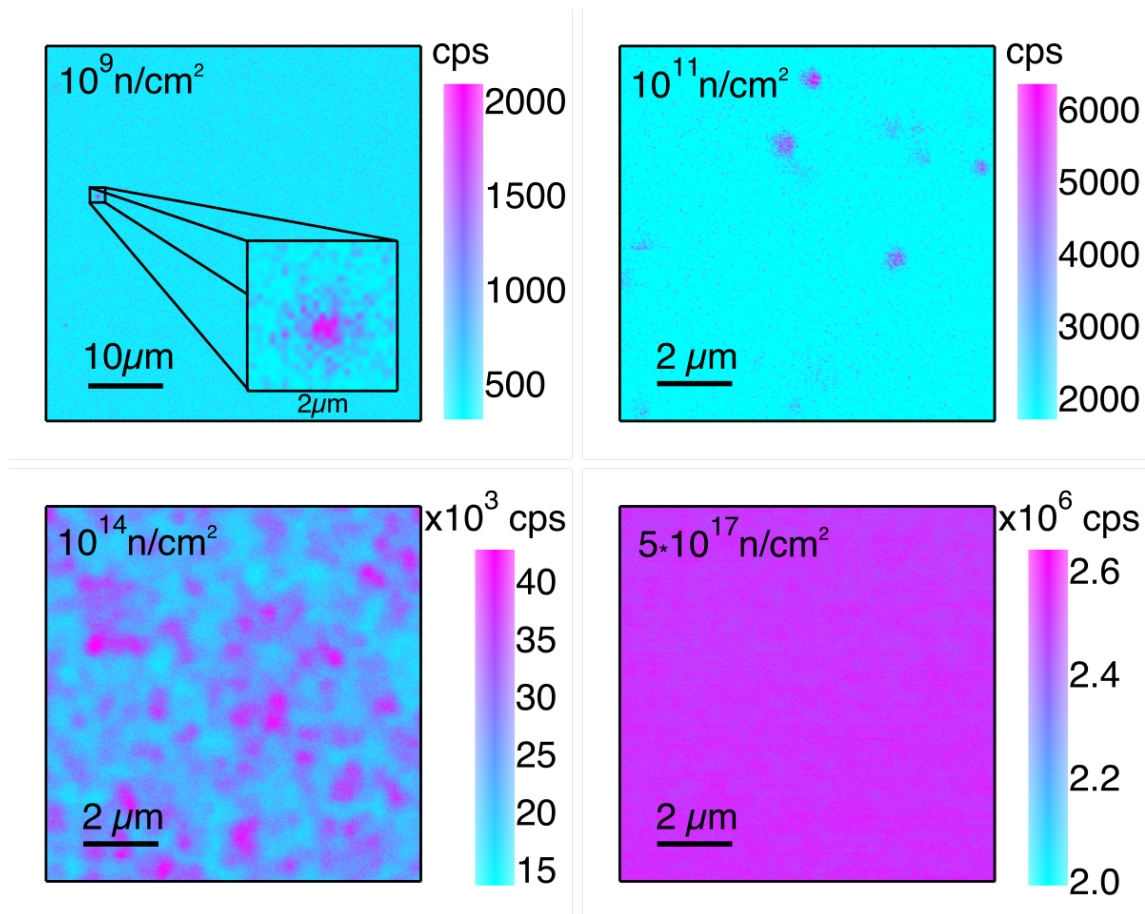 10⁹n/cm²
cps
2000
1500
1000
500
10μm
2μm
10¹¹n/cm²
cps
6000
5000
4000
3000
2000
2 μm
10¹⁴n/cm²
x10³ cps
40
35
30
25
20
15
2 μm
5*10¹⁷n/cm²
x10⁶ cps
2.6
2.4
2.2
2.0
2 μm